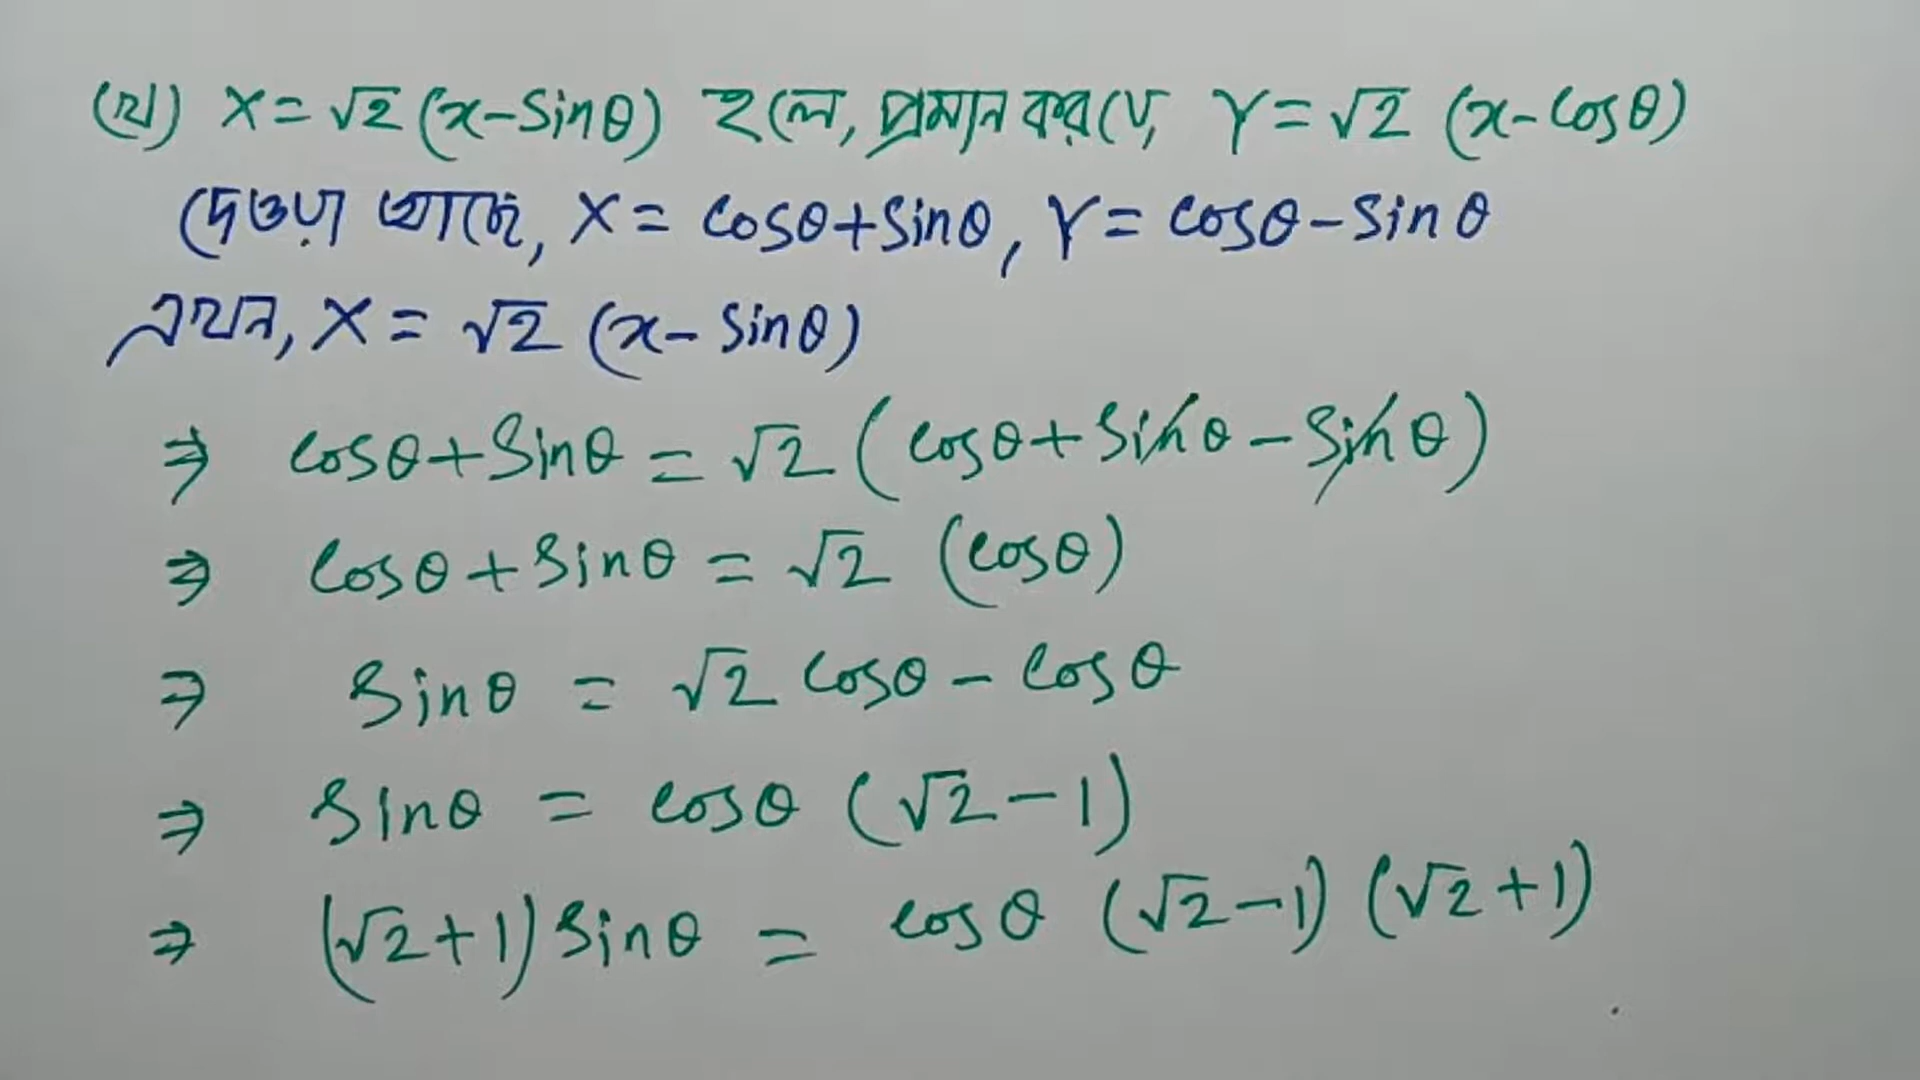 (খ) X = √2 (x-sinθ) হলে, প্রমান কর যে, Y = √2 (x-cosθ)
দেওয়া আছে, X = cosθ+sinθ, Y = cosθ-sinθ
এখন, X = √2 (x- sinθ)
⇒ cosθ+sinθ = √2 (cosθ+sinθ-sinθ)
⇒ cosθ+sinθ = √2 (cosθ)
⇒ sinθ = √2 cosθ - cosθ
⇒ sinθ = cosθ (√2-1)
⇒ (√2+1) sinθ = cosθ (√2-1) (√2+1)